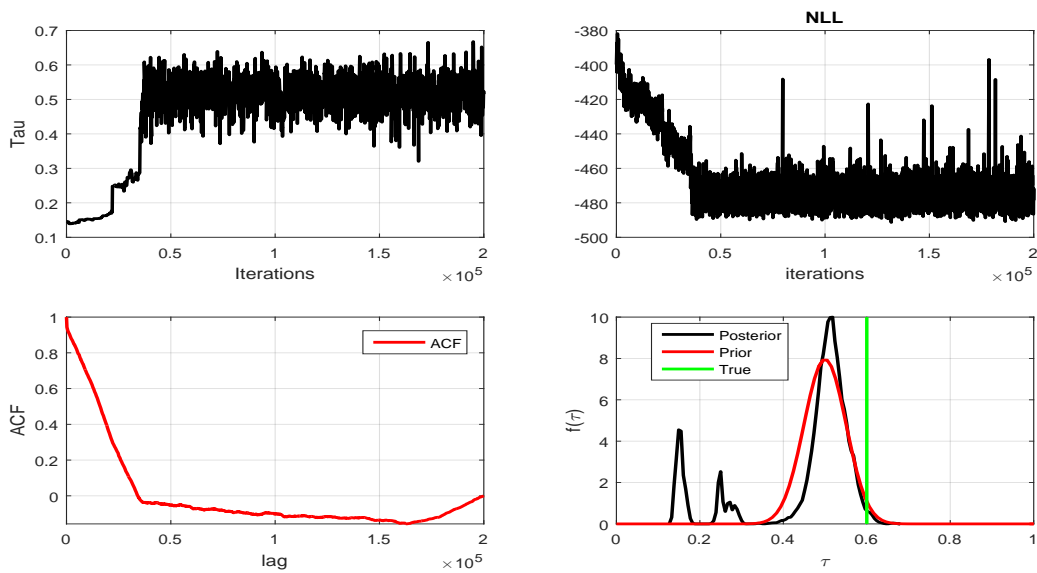 0.7
0.6
0.5
0.4
0.3
0.2
0.1
Tau
0 0.5 1 1.5 2
Iterations
×10^5
NLL
-380
-400
-420
-440
-460
-480
-500
0 0.5 1 1.5 2
iterations
×10^5
1
0.8
0.6
0.4
0.2
0
ACF
ACF
0 0.5 1 1.5 2
lag
×10^5
10
8
6
4
2
0
f(τ)
Posterior
Prior
True
0 0.2 0.4 0.6 0.8 1
τ